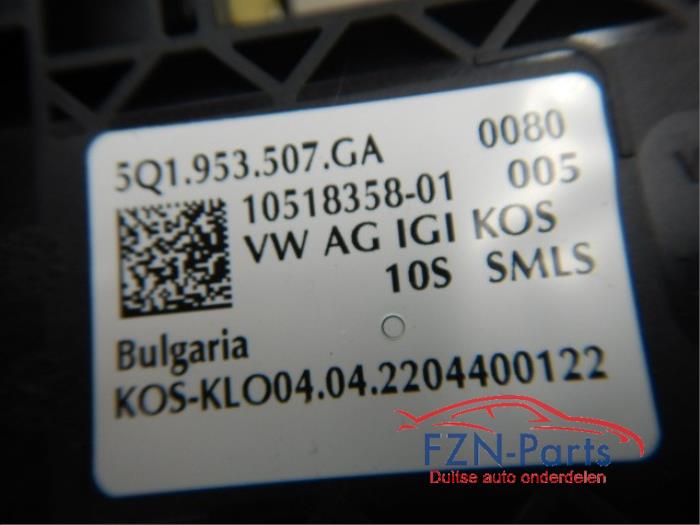 5Q1.953.507.GA 0080
10518358-01 005
VW AG IGI KOS
10S SMLS
Bulgaria
KOS-KLO04.04.2204400122
FZN-Parts
Duitse auto onderdelen